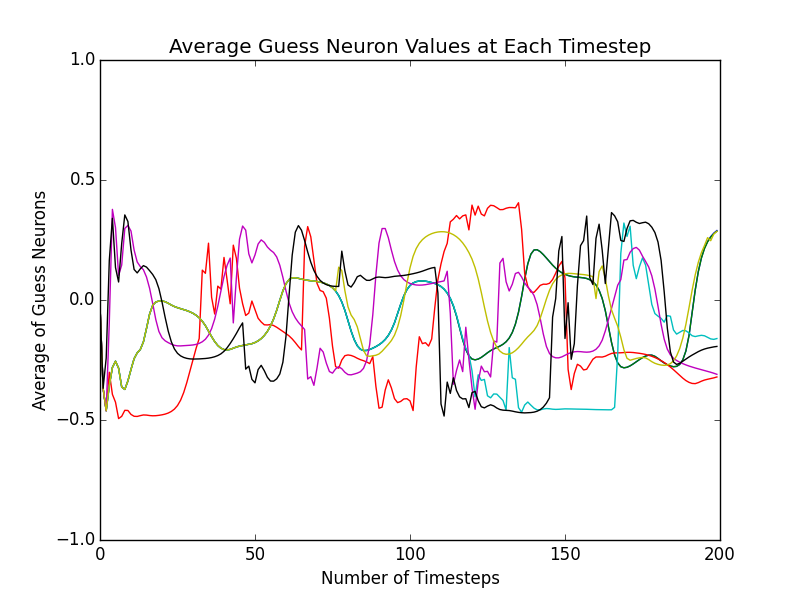 Average Guess Neuron Values at Each Timestep
1.0
0.5
0.0
−0.5
−1.0
Average of Guess Neurons
0 50 100 150 200
Number of Timesteps